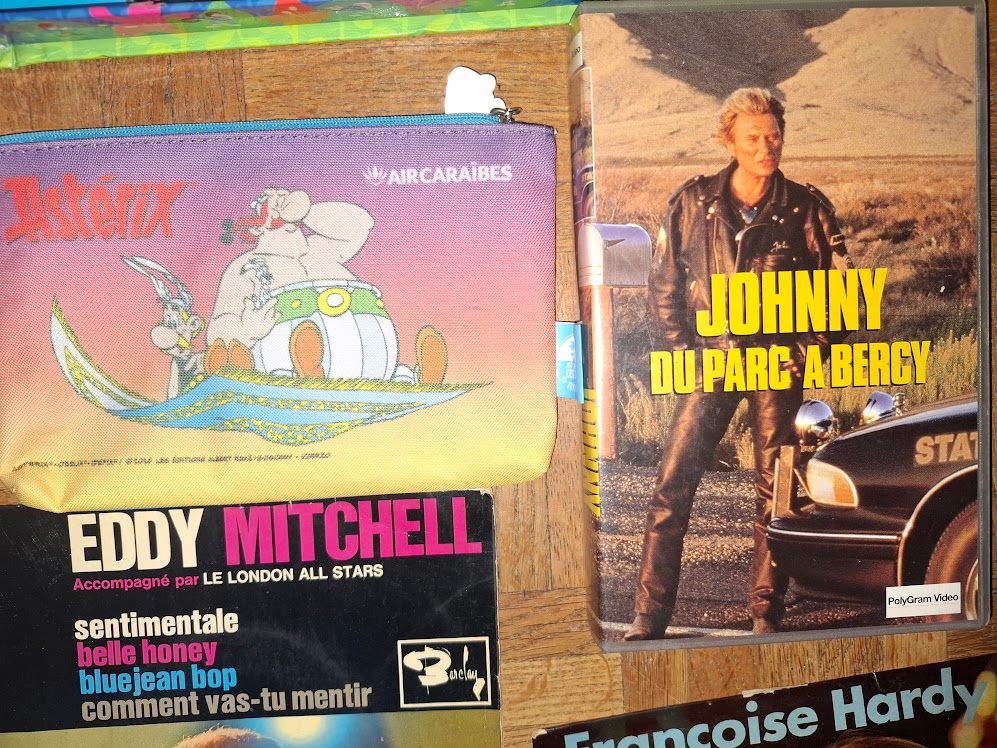 Astérix
AIRCARAÏBES
EDDY MITCHELL
Accompagné par LE LONDON ALL STARS
sentimentale
belle honey
bluejean bop
comment vas-tu mentir
Barclay
JOHNNY
DU PARC A BERCY
STAT
PolyGram Video
Françoise Hardy